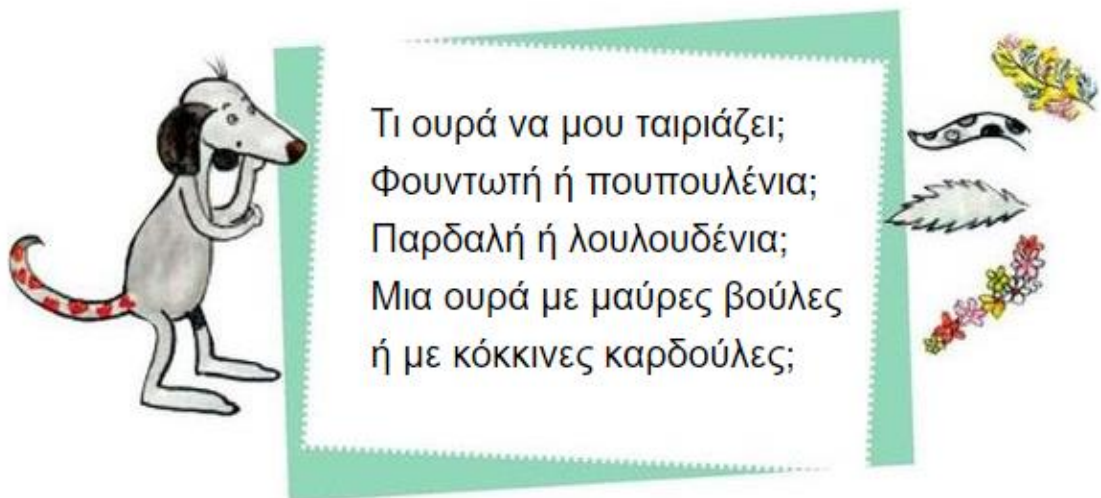 Τι ουρά να μου ταιριάζει;
Φουντωτή ή πουπουλένια;
Παρδαλή ή λουλουδένια;
Μια ουρά με μαύρες βούλες
ή με κόκκινες καρδούλες;